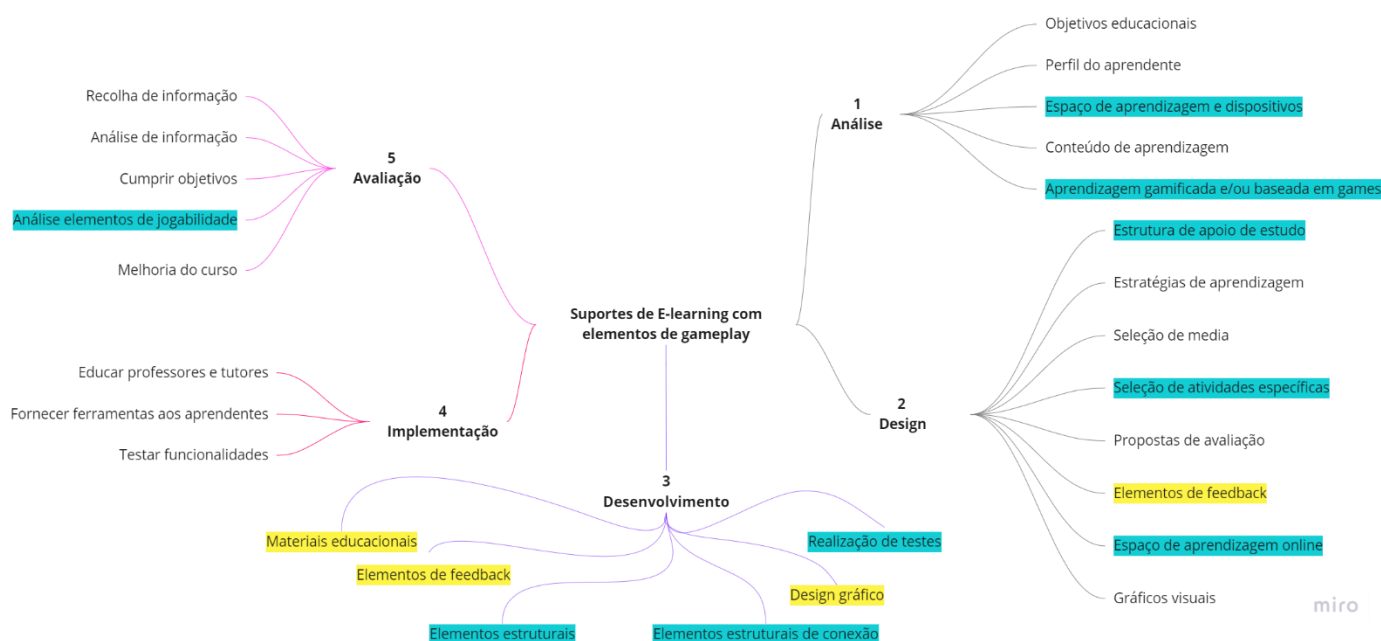 Suportes de E-learning com
elementos de gameplay
1
Análise
Objetivos educacionais
Perfil do aprendente
Espaço de aprendizagem e dispositivos
Conteúdo de aprendizagem
Aprendizagem gamificada e/ou baseada em games
2
Design
Estrutura de apoio de estudo
Estratégias de aprendizagem
Seleção de media
Seleção de atividades específicas
Propostas de avaliação
Elementos de feedback
Espaço de aprendizagem online
Gráficos visuais
3
Desenvolvimento
Materiais educacionais
Elementos de feedback
Elementos estruturais
Elementos estruturais de conexão
Design gráfico
Realização de testes
4
Implementação
Educar professores e tutores
Fornecer ferramentas aos aprendentes
Testar funcionalidades
5
Avaliação
Recolha de informação
Análise de informação
Cumprir objetivos
Análise elementos de jogabilidade
Melhoria do curso
miro